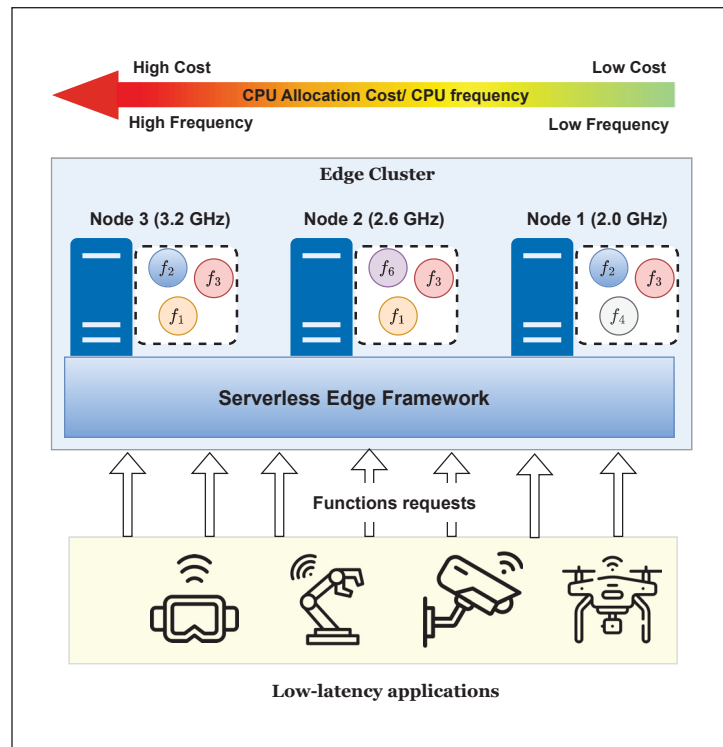 High Cost
Low Cost
CPU Allocation Cost/ CPU frequency
High Frequency
Low Frequency
Edge Cluster
Node 3 (3.2 GHz)
Node 2 (2.6 GHz)
Node 1 (2.0 GHz)
f2
f3
f1
f6
f3
f1
f2
f3
f4
Serverless Edge Framework
Functions requests
Low-latency applications